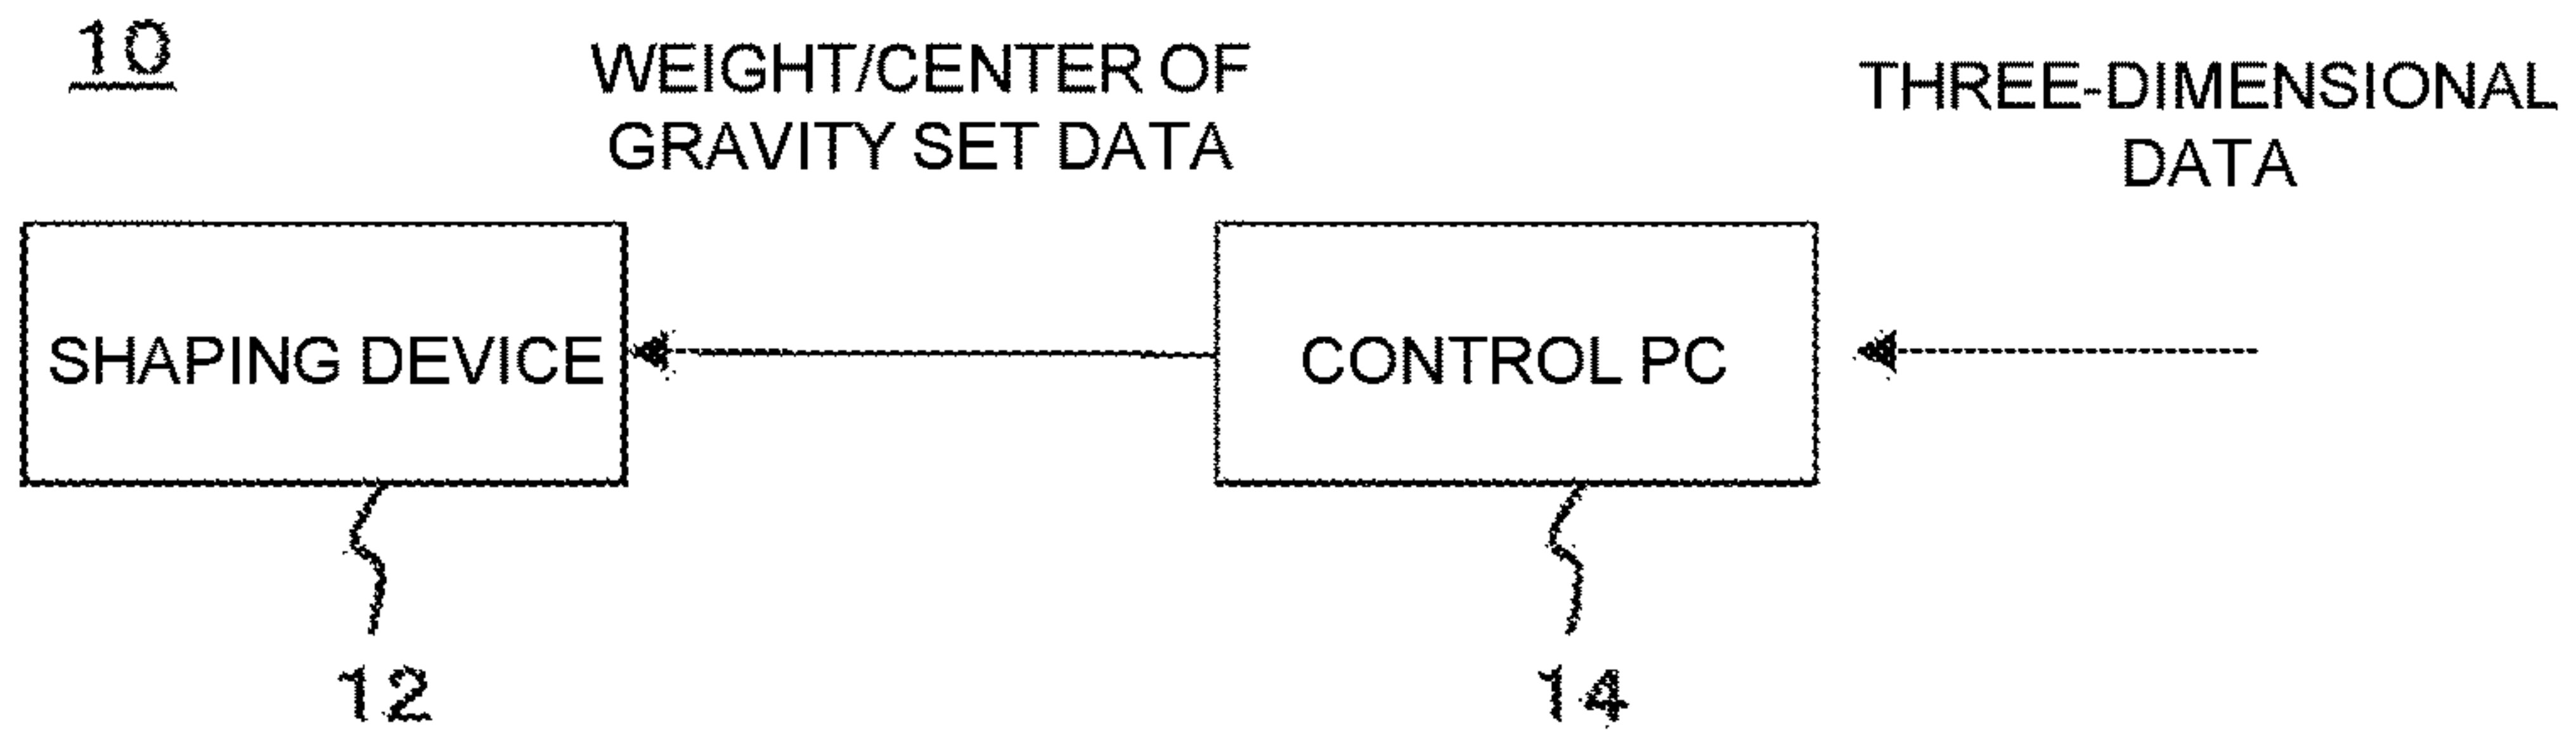 10
WEIGHT/CENTER OF
GRAVITY SET DATA
THREE-DIMENSIONAL
DATA
SHAPING DEVICE
CONTROL PC
12
14